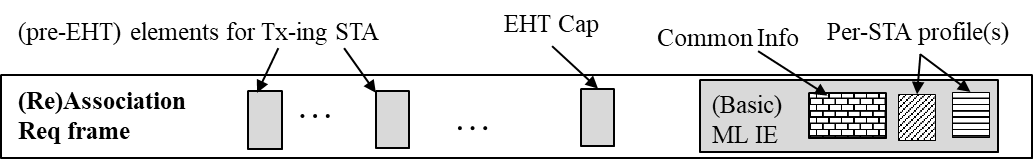 (pre-EHT) elements for Tx-ing STA
EHT Cap
Common Info
Per-STA profile(s)
(Re)Association
Req frame
...
...
(Basic)
ML IE